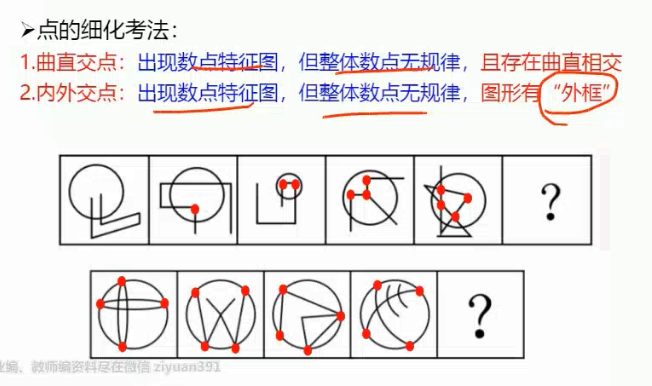 ➢点的细化考法：
1.曲直交点：出现数点特征图，但整体数点无规律，且存在曲直相交
2.内外交点：出现数点特征图，但整体数点无规律，图形有“外框”
?
?
业编、教师编资料尽在微信 ziyuan391